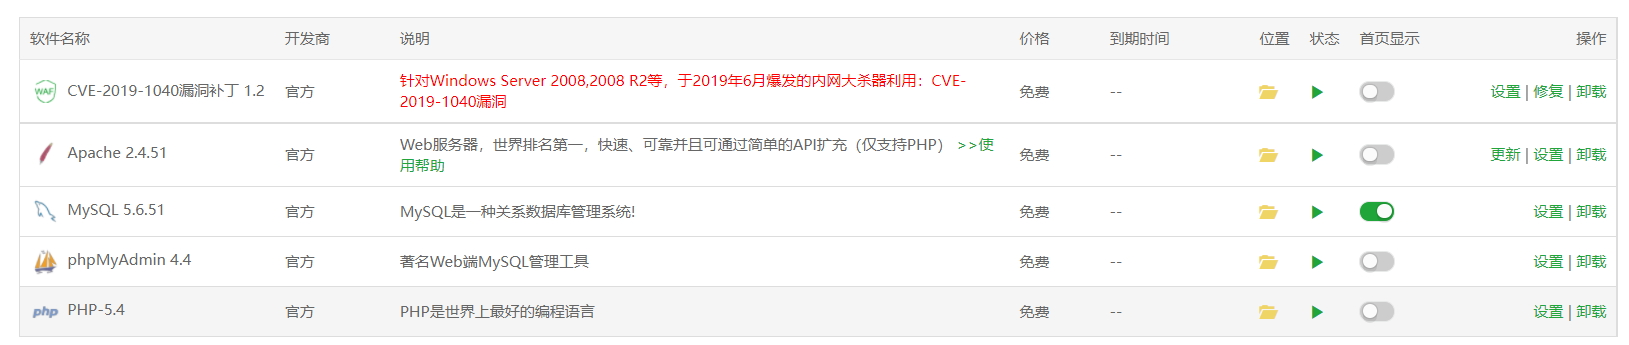 软件名称 开发商 说明 价格 到期时间 位置 状态 首页显示 操作
CVE-2019-1040漏洞补丁 1.2 官方 针对Windows Server 2008,2008 R2等，于2019年6月爆发的内网大杀器利用：CVE-
2019-1040漏洞 免费 -- 设置 | 修复 | 卸载
Apache 2.4.51 官方 Web服务器，世界排名第一，快速、可靠并且可通过简单的API扩充（仅支持PHP） >>使
用帮助 免费 -- 更新 | 设置 | 卸载
MySQL 5.6.51 官方 MySQL是一种关系数据库管理系统! 免费 -- 设置 | 卸载
phpMyAdmin 4.4 官方 著名Web端MySQL管理工具 免费 -- 设置 | 卸载
php PHP-5.4 官方 PHP是世界上最好的编程语言 免费 -- 设置 | 卸载
WAF